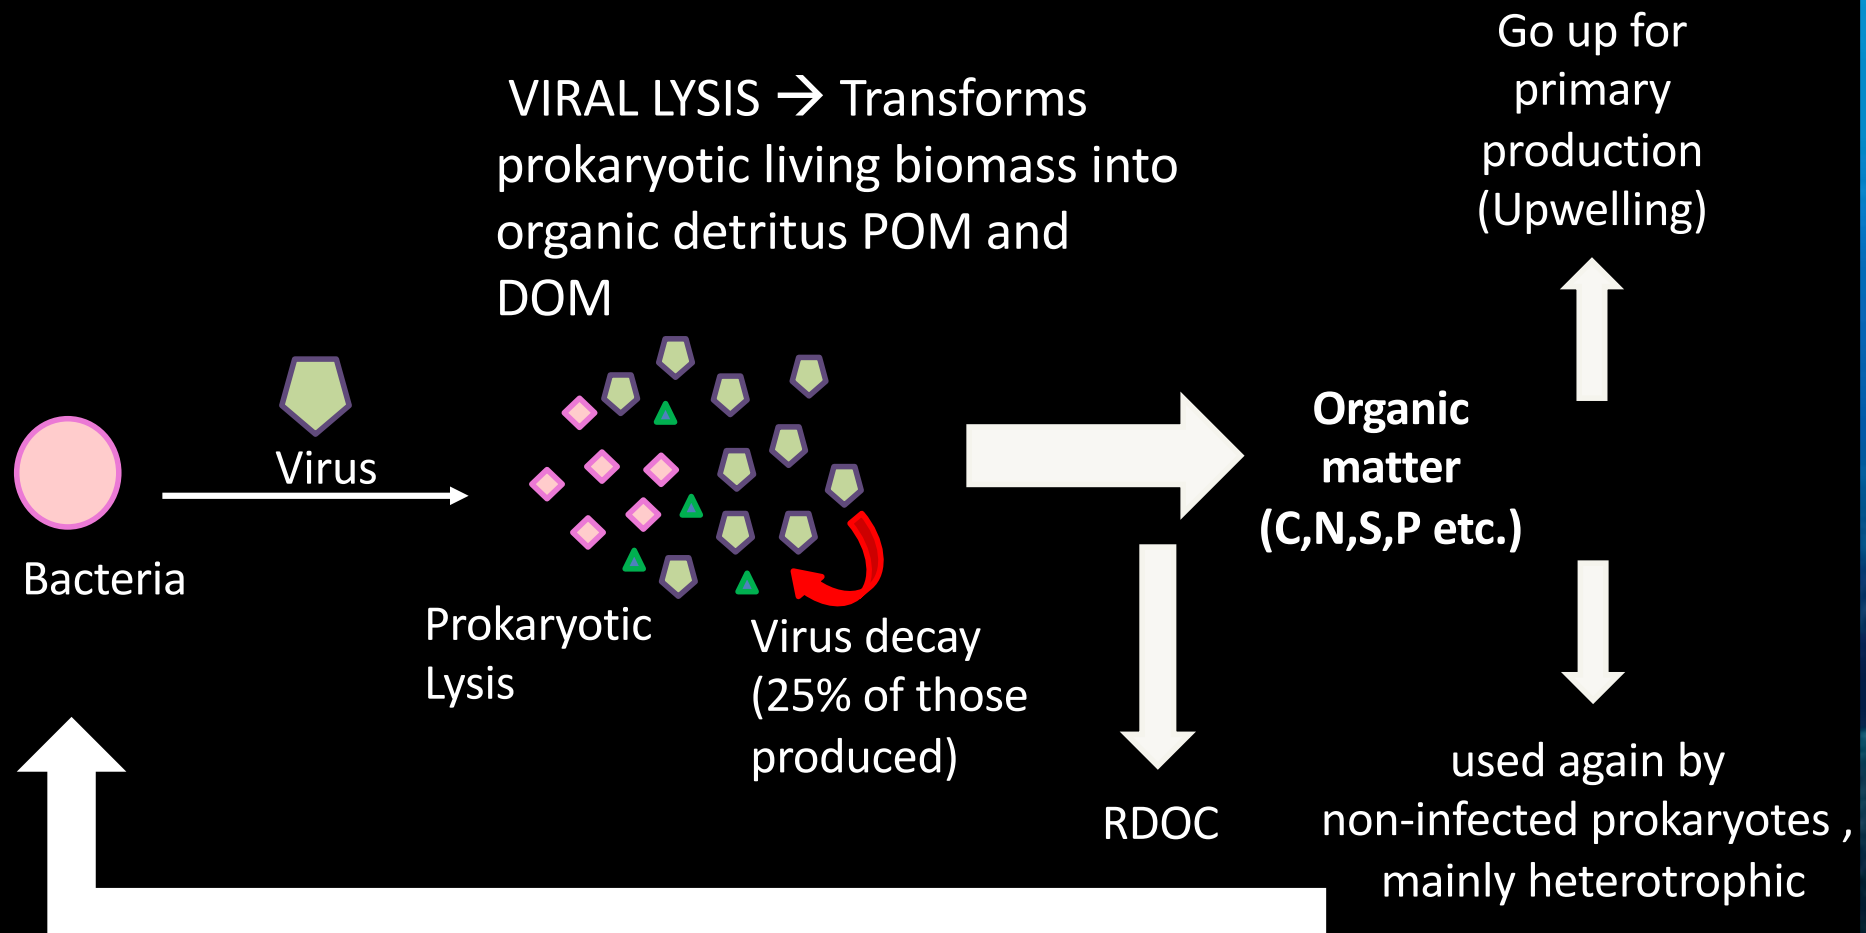 Go up for
primary
production
(Upwelling)
VIRAL LYSIS → Transforms
prokaryotic living biomass into
organic detritus POM and
DOM
Virus
Bacteria
Prokaryotic
Lysis
Virus decay
(25% of those
produced)
Organic
matter
(C,N,S,P etc.)
RDOC
used again by
non-infected prokaryotes ,
mainly heterotrophic